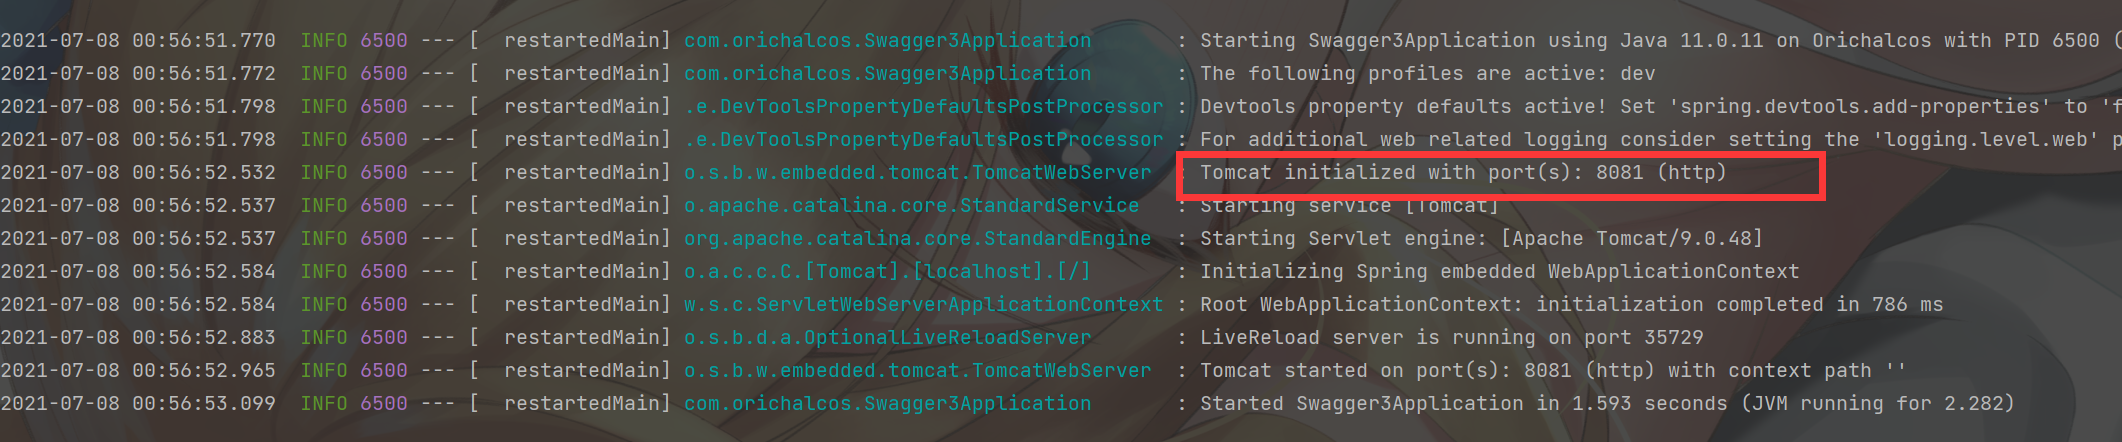 2021-07-08 00:56:51.770  INFO 6500 --- [  restartedMain] com.orichalcos.Swagger3Application       : Starting Swagger3Application using Java 11.0.11 on Orichalcos with PID 6500 (
2021-07-08 00:56:51.772  INFO 6500 --- [  restartedMain] com.orichalcos.Swagger3Application       : The following profiles are active: dev
2021-07-08 00:56:51.798  INFO 6500 --- [  restartedMain] .e.DevToolsPropertyDefaultsPostProcessor : Devtools property defaults active! Set 'spring.devtools.add-properties' to 'f
2021-07-08 00:56:51.798  INFO 6500 --- [  restartedMain] .e.DevToolsPropertyDefaultsPostProcessor : For additional web related logging consider setting the 'logging.level.web' p
2021-07-08 00:56:52.532  INFO 6500 --- [  restartedMain] o.s.b.w.embedded.tomcat.TomcatWebServer  : Tomcat initialized with port(s): 8081 (http)
2021-07-08 00:56:52.537  INFO 6500 --- [  restartedMain] o.apache.catalina.core.StandardService   : Starting service [Tomcat]
2021-07-08 00:56:52.537  INFO 6500 --- [  restartedMain] org.apache.catalina.core.StandardEngine  : Starting Servlet engine: [Apache Tomcat/9.0.48]
2021-07-08 00:56:52.584  INFO 6500 --- [  restartedMain] o.a.c.c.C.[Tomcat].[localhost].[/]       : Initializing Spring embedded WebApplicationContext
2021-07-08 00:56:52.584  INFO 6500 --- [  restartedMain] w.s.c.ServletWebServerApplicationContext : Root WebApplicationContext: initialization completed in 786 ms
2021-07-08 00:56:52.883  INFO 6500 --- [  restartedMain] o.s.b.d.a.OptionalLiveReloadServer       : LiveReload server is running on port 35729
2021-07-08 00:56:52.965  INFO 6500 --- [  restartedMain] o.s.b.w.embedded.tomcat.TomcatWebServer  : Tomcat started on port(s): 8081 (http) with context path ''
2021-07-08 00:56:53.099  INFO 6500 --- [  restartedMain] com.orichalcos.Swagger3Application       : Started Swagger3Application in 1.593 seconds (JVM running for 2.282)